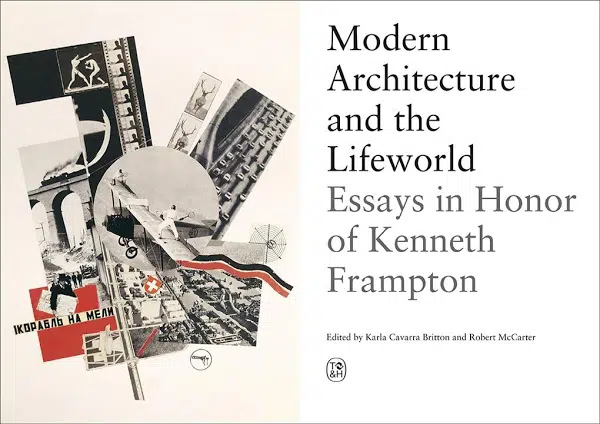 !КОРАБЛЬ НА МЕЛИ
Modern
Architecture
and the
Lifeworld
Essays in Honor
of Kenneth
Frampton
Edited by Karla Cavarra Britton and Robert McCarter
T&H